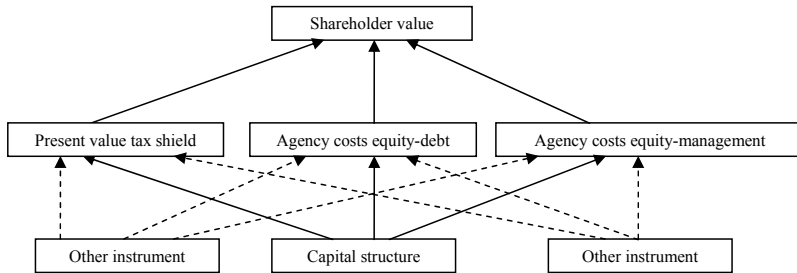 Shareholder value
Present value tax shield
Agency costs equity-debt
Agency costs equity-management
Other instrument
Capital structure
Other instrument